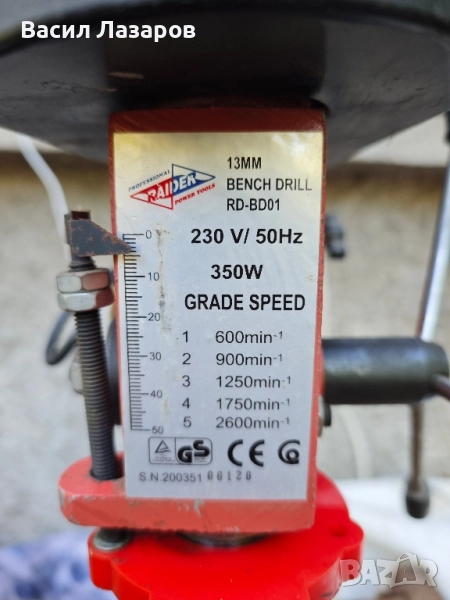 Васил Лазаров
PROFESSIONAL
RAIDER
POWER TOOLS
13MM
BENCH DRILL
RD-BD01
230 V/ 50Hz
350W
GRADE SPEED
1 600min-1
2 900min-1
3 1250min-1
4 1750min-1
5 2600min-1
0
10
20
30
40
50
GS
CE
S.N.200351 00120
BAZAR